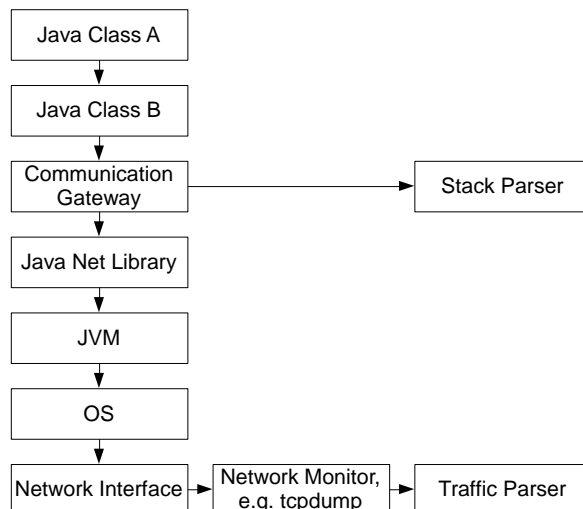 Java Class A
Java Class B
Communication
Gateway
Stack Parser
Java Net Library
JVM
OS
Network Interface
Network Monitor,
e.g. tcpdump
Traffic Parser